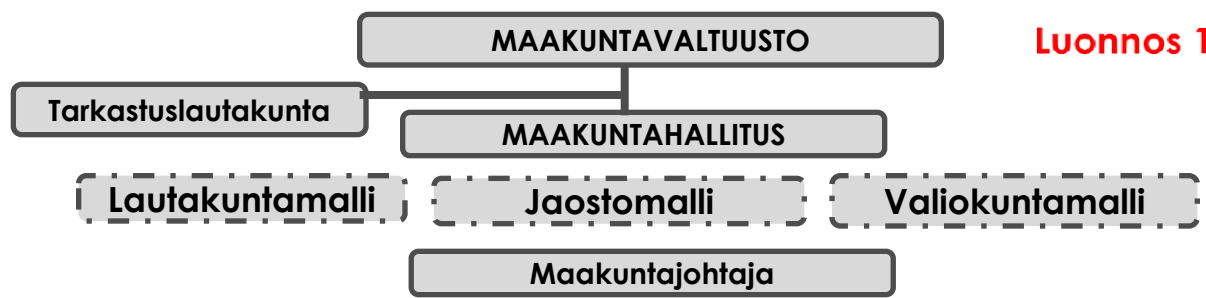 MAAKUNTAVALTUUSTO
Luonnos 1
Tarkastuslautakunta
MAAKUNTAHALLITUS
Lautakuntamalli
Jaostomalli
Valiokuntamalli
Maakuntajohtaja